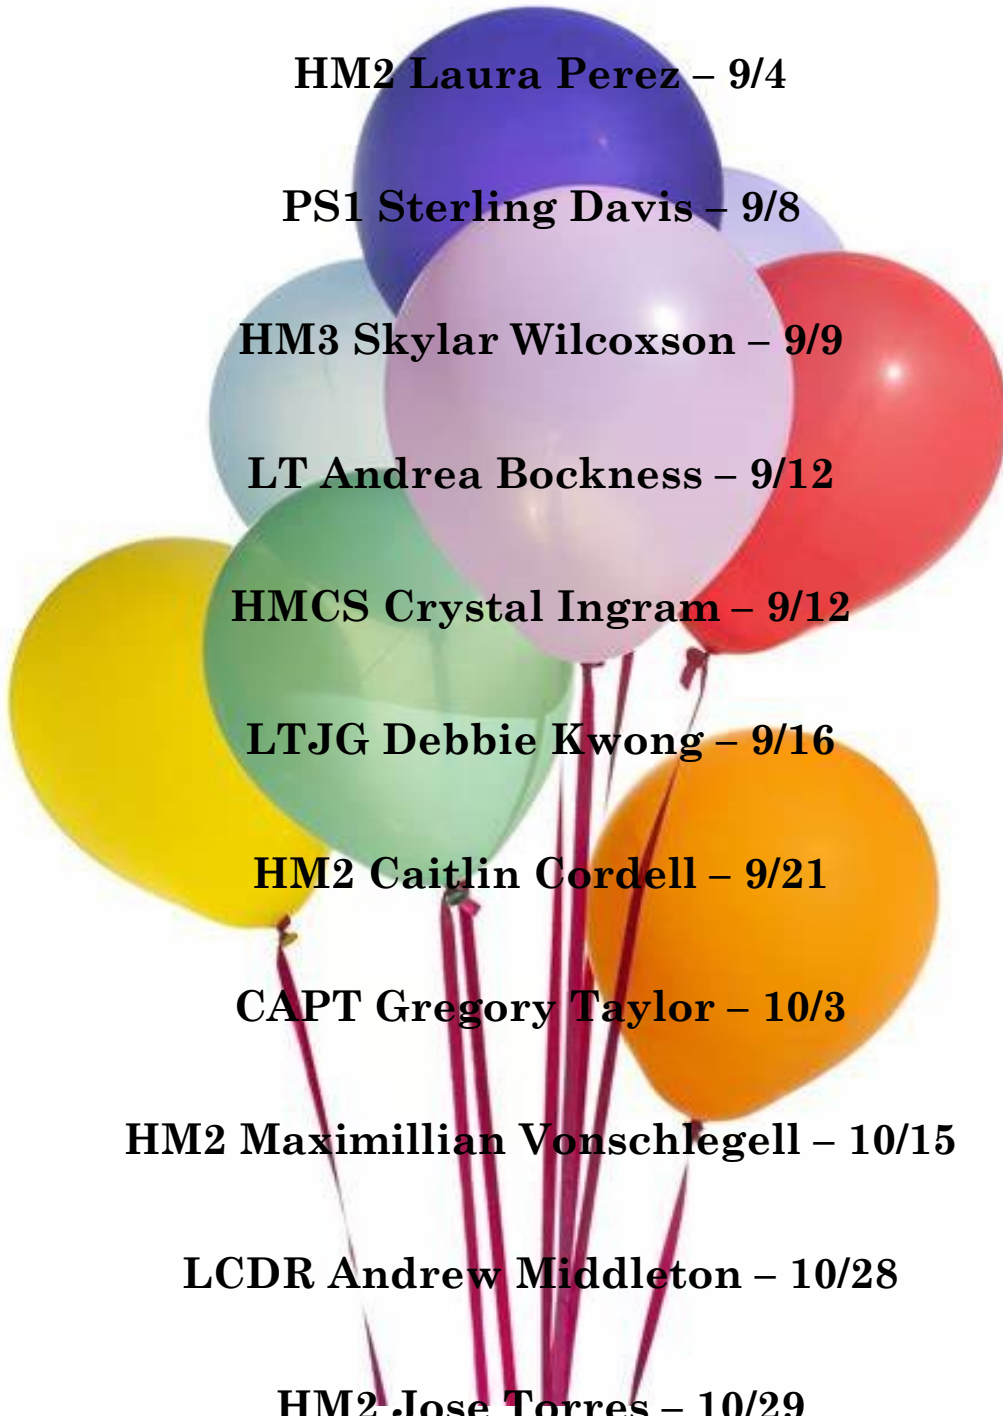 HM2 Laura Perez – 9/4
PS1 Sterling Davis – 9/8
HM3 Skylar Wilcoxson – 9/9
LT Andrea Bockness – 9/12
HMCS Crystal Ingram – 9/12
LTJG Debbie Kwong – 9/16
HM2 Caitlin Cordell – 9/21
CAPT Gregory Taylor – 10/3
HM2 Maximillian Vonschlegell – 10/15
LCDR Andrew Middleton – 10/28
HM2 Jose Torres – 10/29